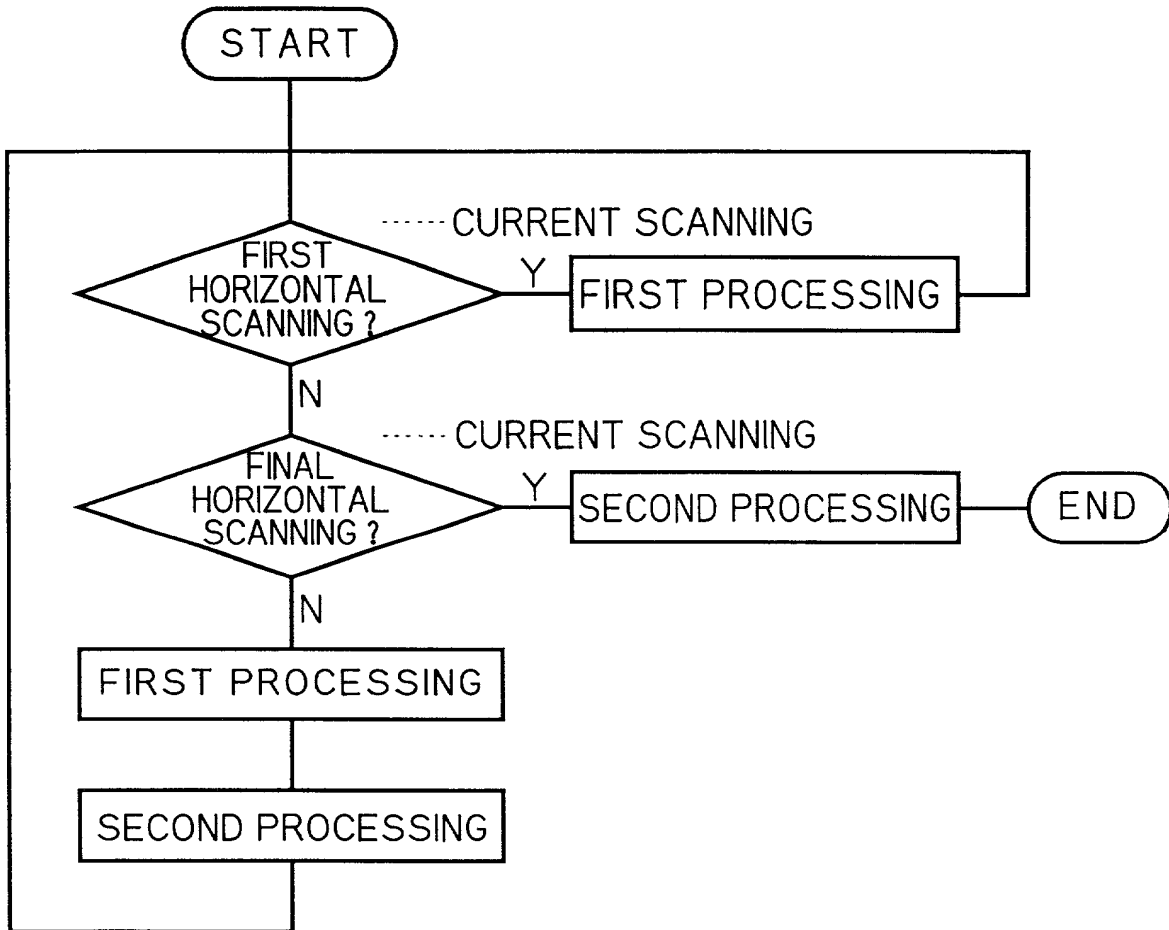 START
CURRENT SCANNING
FIRST
HORIZONTAL
SCANNING ?
Y
FIRST PROCESSING
N
CURRENT SCANNING
FINAL
HORIZONTAL
SCANNING ?
Y
SECOND PROCESSING
END
N
FIRST PROCESSING
SECOND PROCESSING